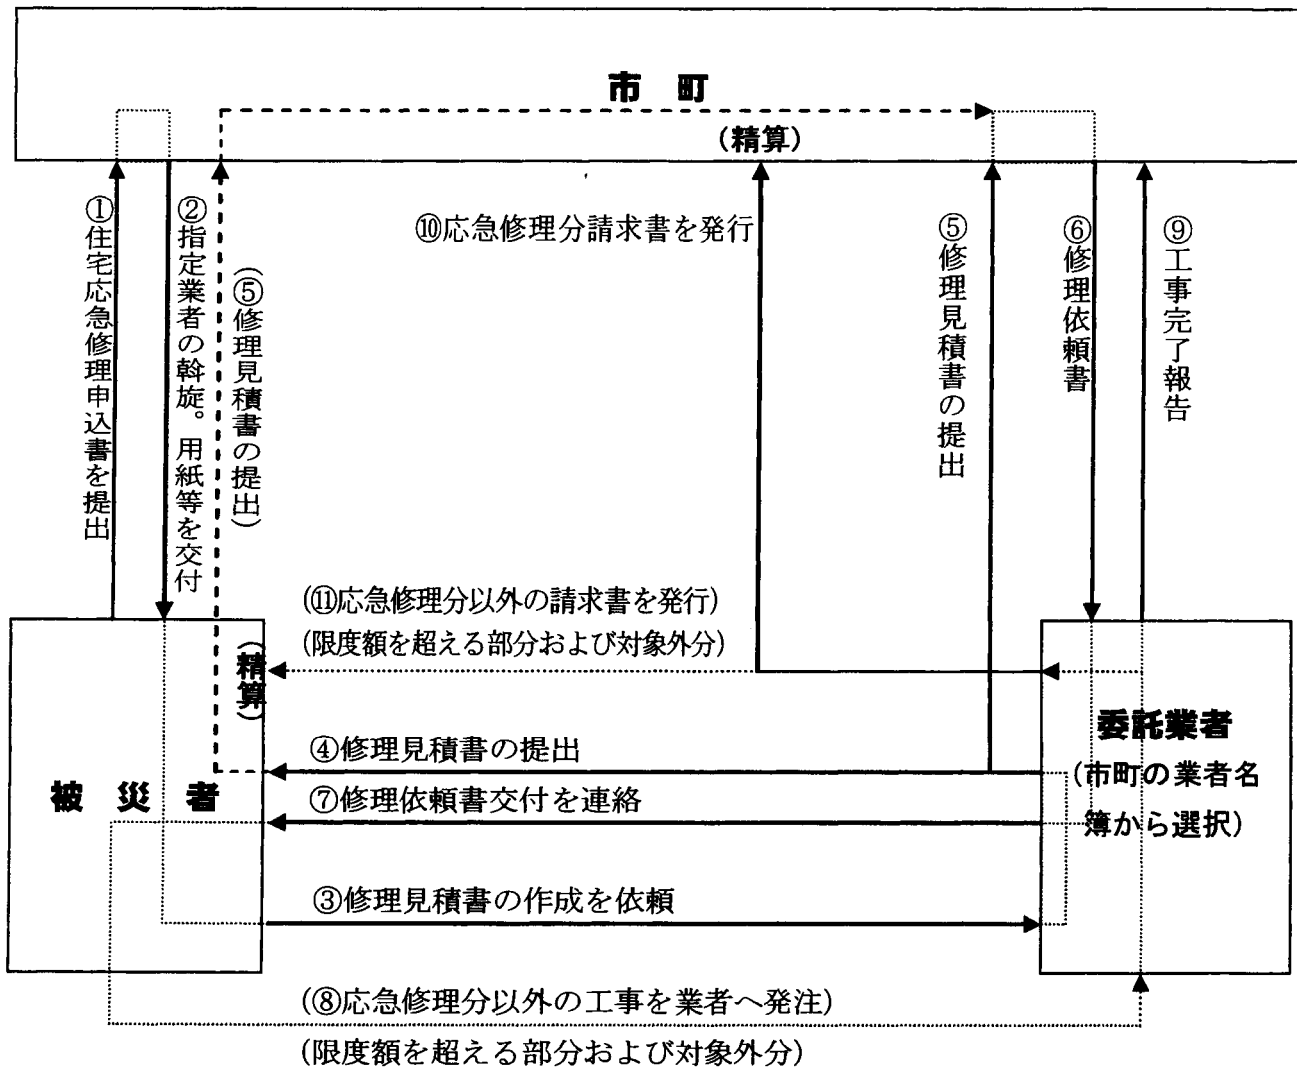 市 町
(精算)
①住宅応急修理申込書を提出
②指定業者の斡旋。用紙等を交付
(⑤修理見積書の提出)
⑩応急修理分請求書を発行
⑤修理見積書の提出
⑥修理依頼書
⑨工事完了報告
(⑪応急修理分以外の請求書を発行)
(限度額を超える部分および対象外分)
(精算)
被 災 者
④修理見積書の提出
⑦修理依頼書交付を連絡
③修理見積書の作成を依頼
委託業者
(市町の業者名
簿から選択)
(⑧応急修理分以外の工事を業者へ発注)
(限度額を超える部分および対象外分)